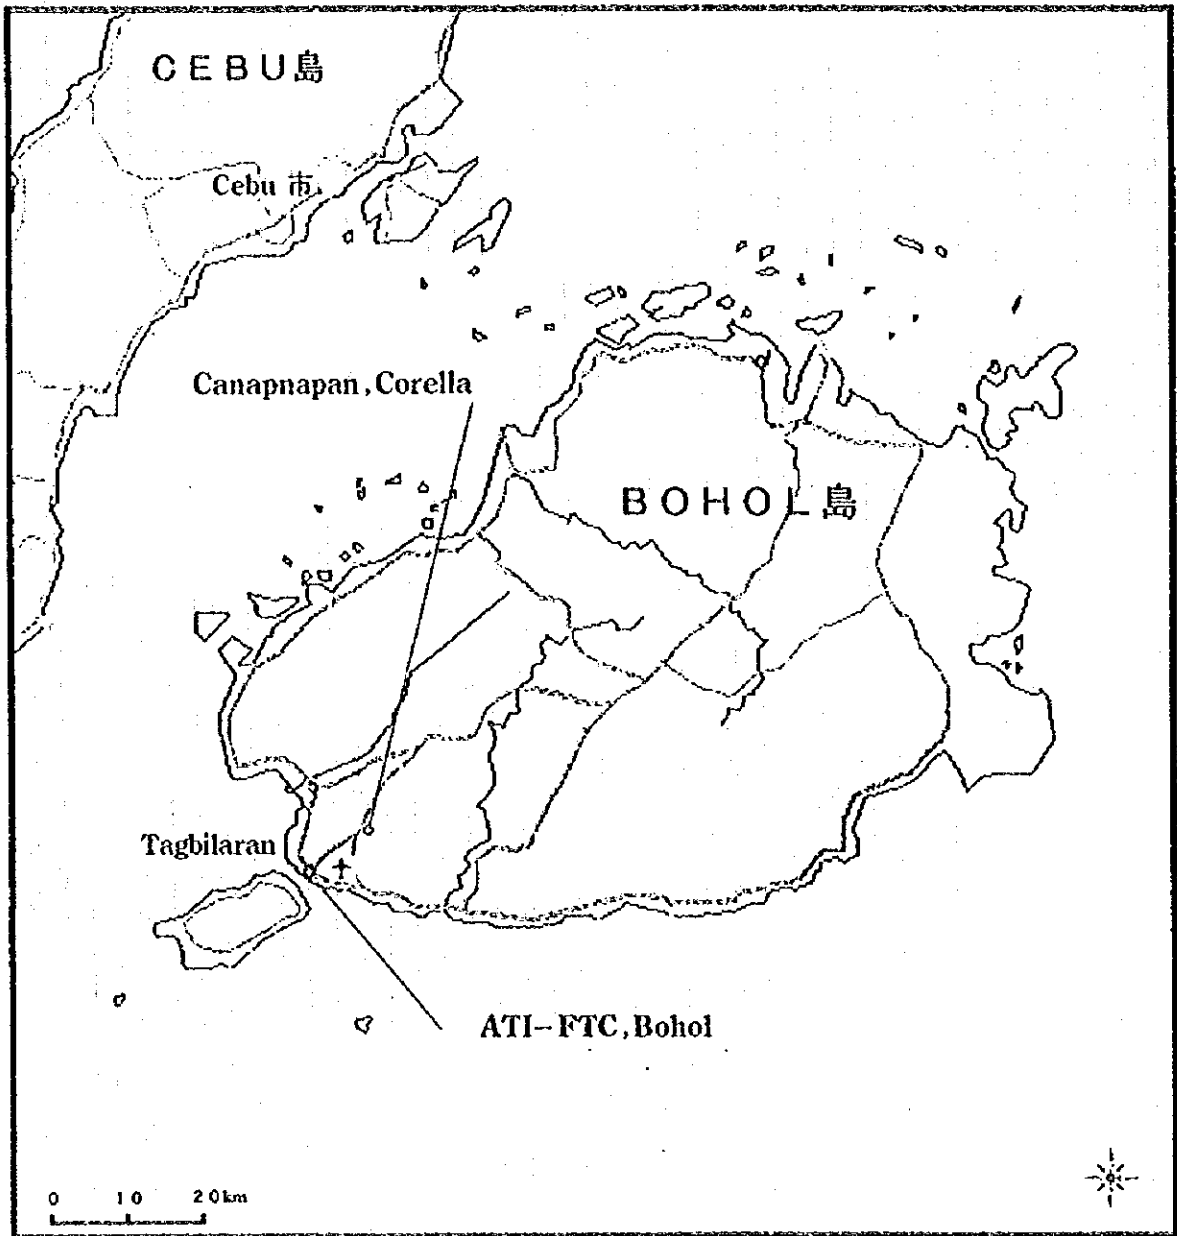 CEBU島
Cebu 市
Canapnapan, Corella
BOHOL島
Tagbilaran
ATI-FTC, Bohol
0 10 20km